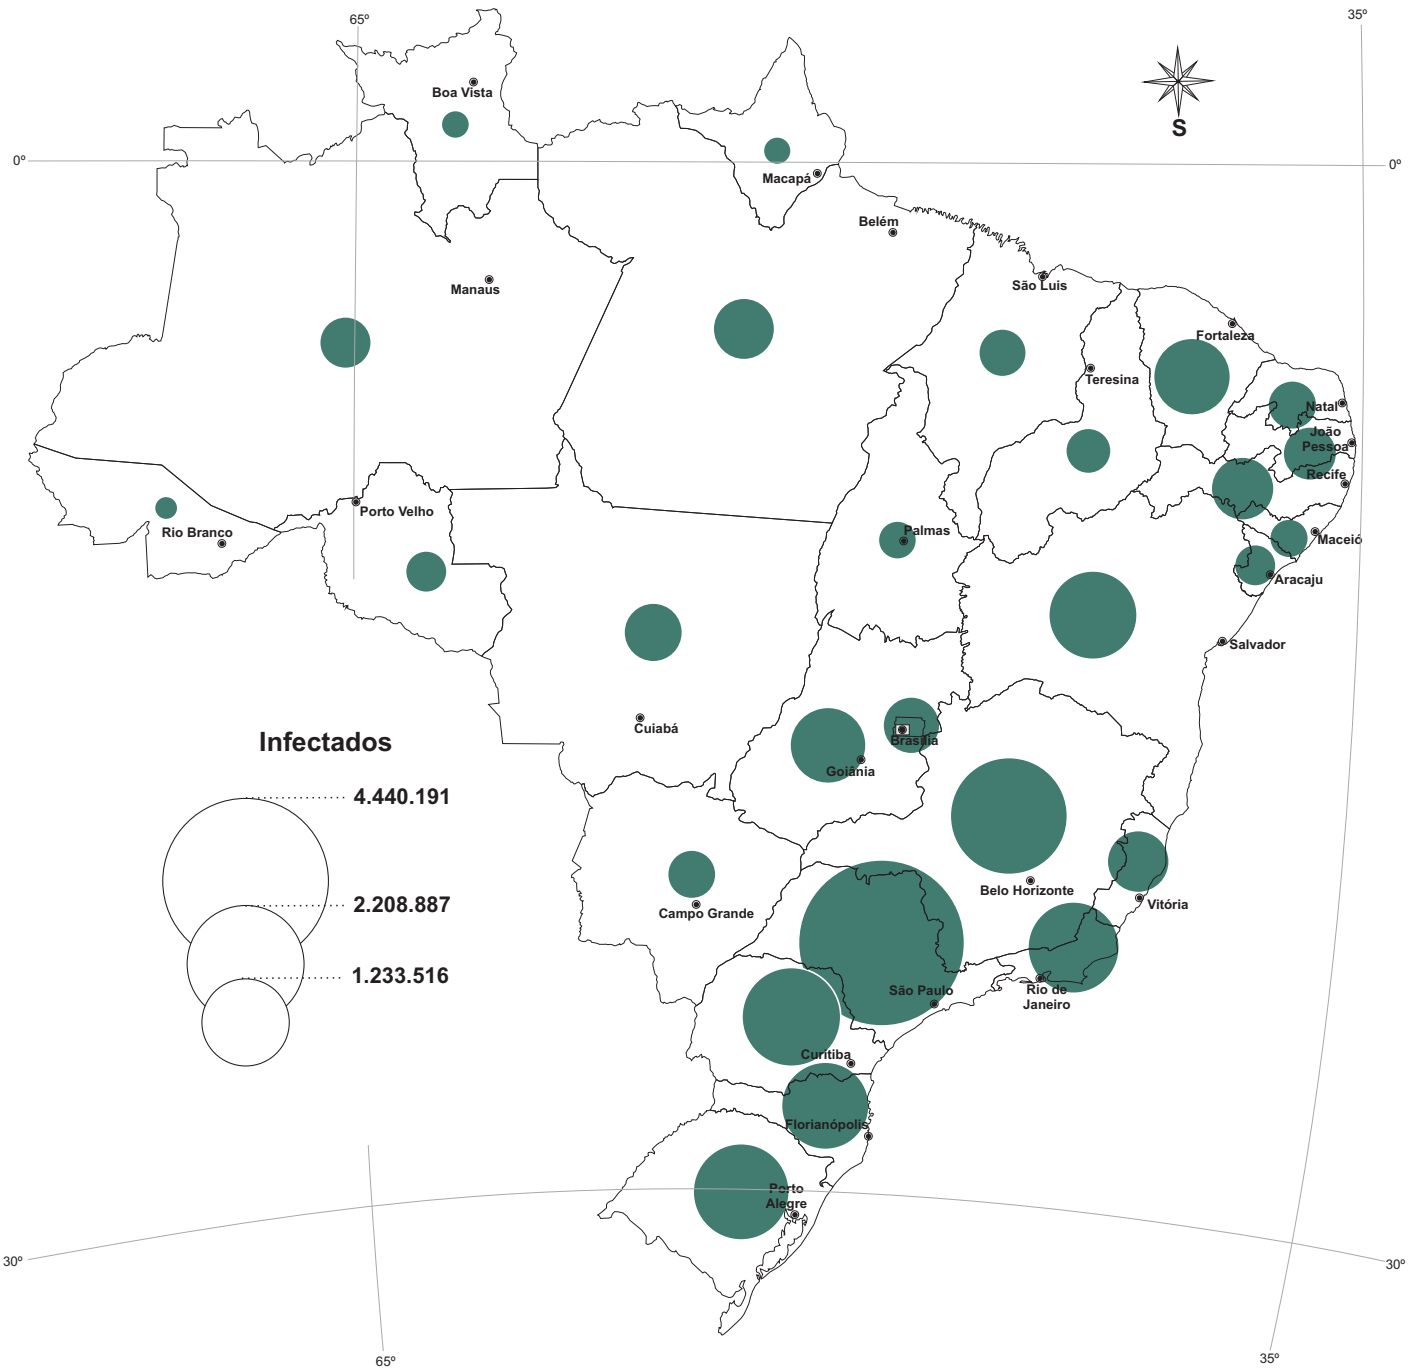 65º
35º
Boa Vista
S
0º
0º
Macapá
Belém
Manaus
São Luis
Fortaleza
Teresina
Natal
João
Pessoa
Recife
Porto Velho
Rio Branco
Palmas
Maceió
Aracaju
Salvador
Cuiabá
Brasília
Goiânia
Infectados
4.440.191
2.208.887
1.233.516
Belo Horizonte
Vitória
Campo Grande
São Paulo
Rio de
Janeiro
Curitiba
Florianópolis
Porto
Alegre
30º
30º
65º
35º